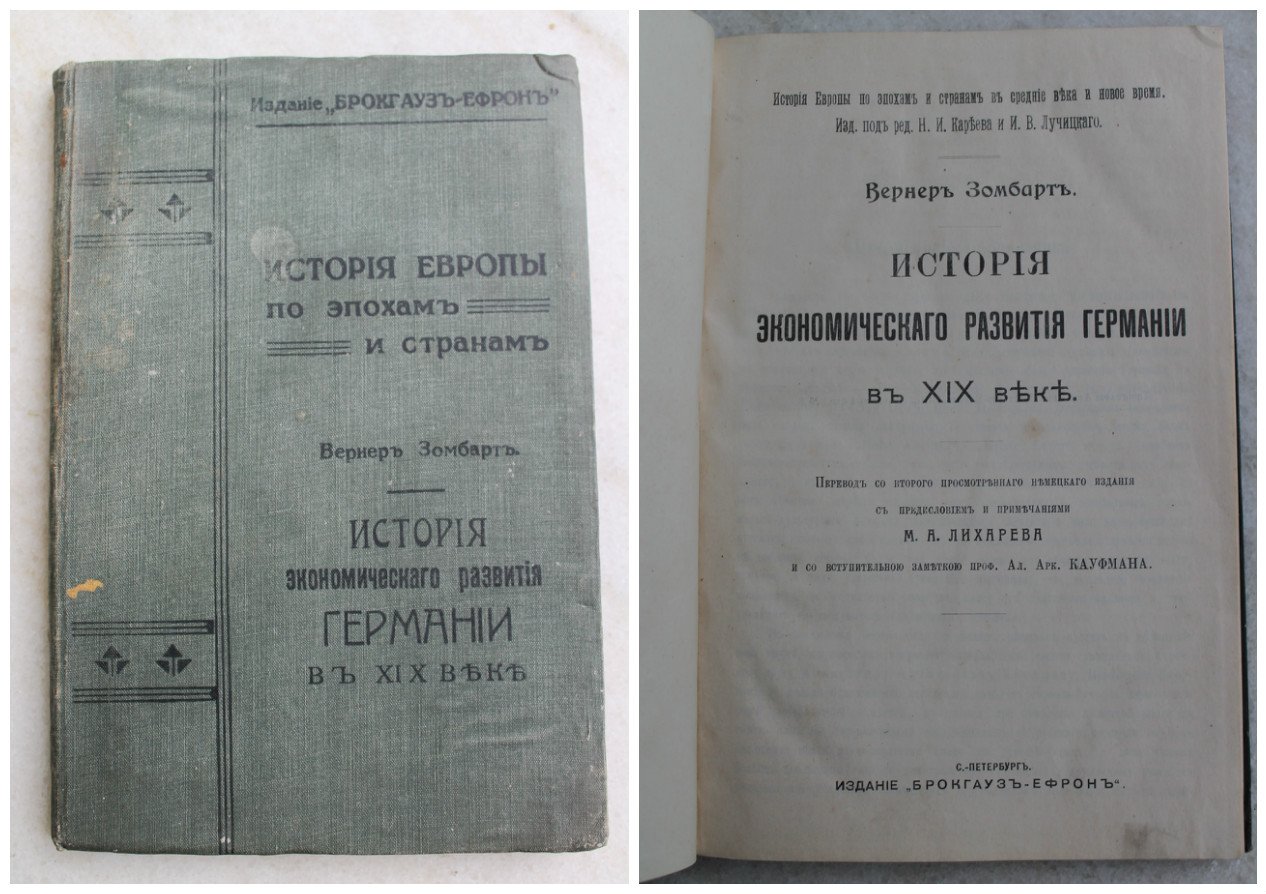 Изданіе „БРОКГАУЗЪ-ЕФРОНЪ"
ИСТОРІЯ ЕВРОПЫ
ПО ЭПОХАМЪ
И СТРАНАМЪ
Вернеръ Зомбартъ.
ИСТОРІЯ
ЭКОНОМИЧЕСКАГО РАЗВИТІЯ
ГЕРМАНІИ
ВЪ XIX ВѢКѢ
Исторія Европы по эпохамъ и странамъ въ средніе вѣка и новое время.
Изд. подъ ред. Н. И. Карѣева и И. В. Лучицкаго.
Вернеръ Зомбартъ.
ИСТОРІЯ
ЭКОНОМИЧЕСКАГО РАЗВИТІЯ ГЕРМАНІИ
ВЪ XIX ВѢКѢ.
Переводъ со второго просмотрѣннаго нѣмецкаго изданія
съ предисловіемъ и примѣчаніями
М. А. ЛИХАРЕВА
и со вступительною замѣткою проф. Ал. Арк. КАУФМАНА.
С.-ПЕТЕРБУРГЪ.
ИЗДАНІЕ „БРОКГАУЗЪ-ЕФРОНЪ“.